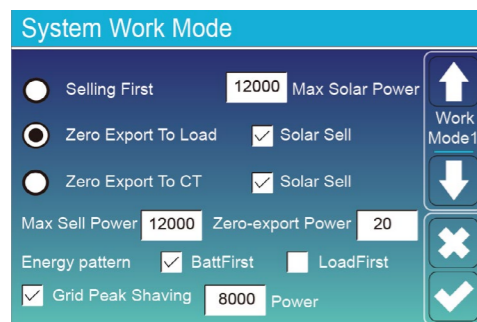 System Work Mode
Selling First 12000 Max Solar Power
Work
Mode1
Zero Export To Load Solar Sell
Zero Export To CT Solar Sell
Max Sell Power 12000 Zero-export Power 20
Energy pattern BattFirst LoadFirst
Grid Peak Shaving 8000 Power